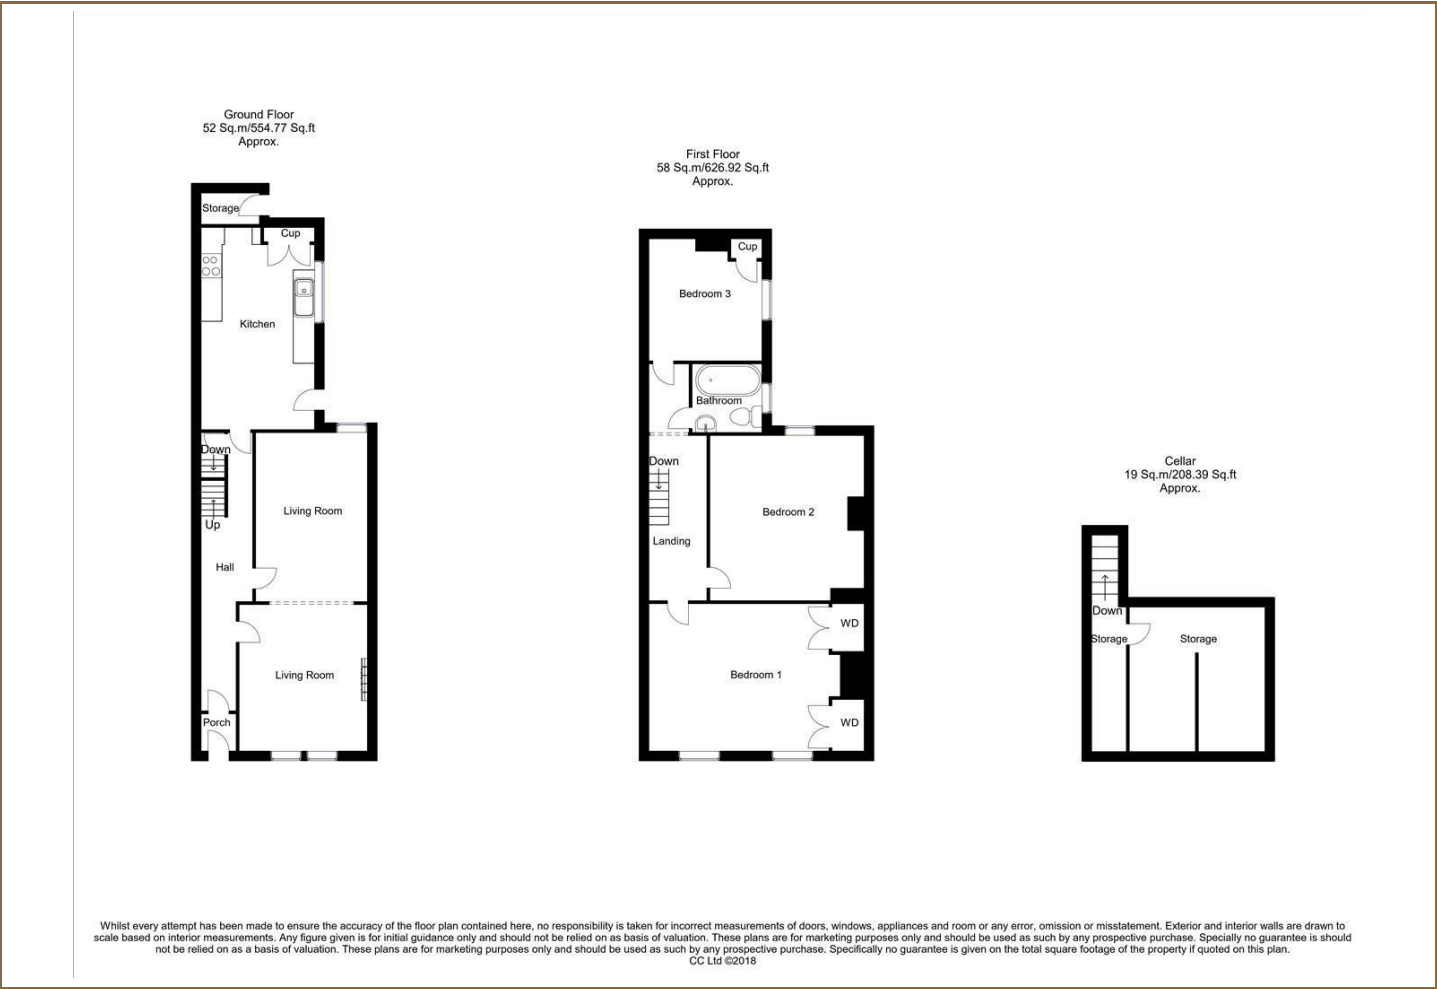 Ground Floor
52 Sq.m/554.77 Sq.ft
Approx.
Storage
Cup
Kitchen
Down
Up
Living Room
Hall
Living Room
Porch
First Floor
58 Sq.m/626.92 Sq.ft
Approx.
Cup
Bedroom 3
Bathroom
Down
Bedroom 2
Landing
WD
Bedroom 1
WD
Cellar
19 Sq.m/208.39 Sq.ft
Approx.
Down
Storage
Storage
Whilst every attempt has been made to ensure the accuracy of the floor plan contained here, no responsibility is taken for incorrect measurements of doors, windows, appliances and room or any error, omission or misstatement. Exterior and interior walls are drawn to
scale based on interior measurements. Any figure given is for initial guidance only and should not be relied on as basis of valuation. These plans are for marketing purposes only and should be used as such by any prospective purchase. Specially no guarantee is should
not be relied on as a basis of valuation. These plans are for marketing purposes only and should be used as such by any prospective purchase. Specifically no guarantee is given on the total square footage of the property if quoted on this plan.
CC Ltd ©2018